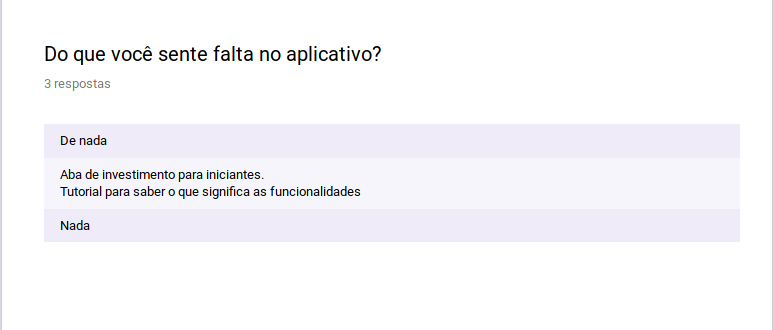 Do que você sente falta no aplicativo?
3 respostas
De nada
Aba de investimento para iniciantes.
Tutorial para saber o que significa as funcionalidades
Nada